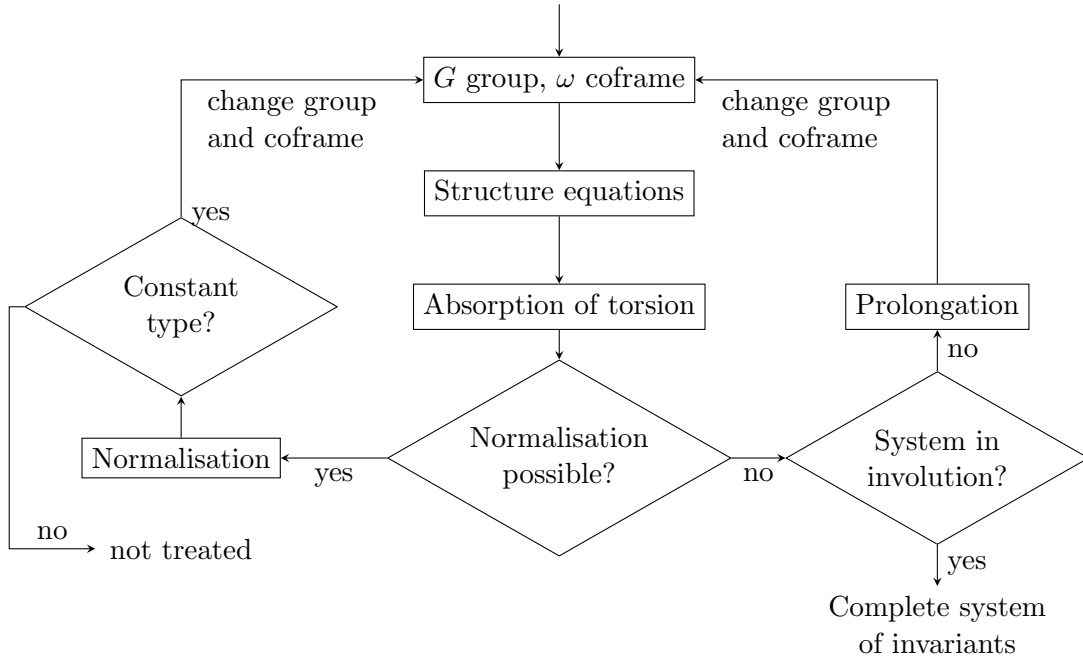 G group, ω coframe
change group
and coframe
change group
and coframe
Structure equations
yes
Constant
type?
Absorption of torsion
Prolongation
no
Normalisation
yes
Normalisation
possible?
no
System in
involution?
no
not treated
yes
Complete system
of invariants